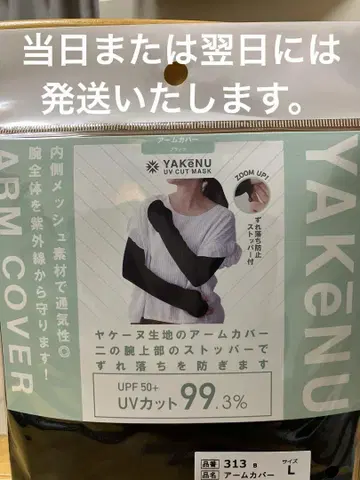 当日または翌日には
発送いたします。
アームカバー
YAKēNU
UV CUT MASK
ZOOM UP!
ずれ落ち防止
ストッパー付
内側メッシュ素材で通気性◎
腕全体を紫外線から守ります!
ARM COVER
YAKēNU
ヤケーヌ生地のアームカバー
二の腕上部のストッパーで
ずれ落ちを防ぎます
UPF 50+
UVカット99.3%
品番 313 B
サイズ
L
品名 アームカバー